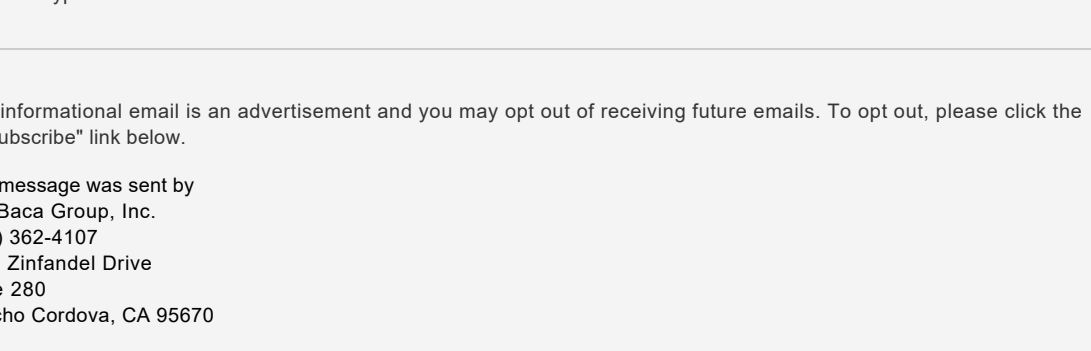 informational email is an advertisement and you may opt out of receiving future emails. To opt out, please click the
ubscribe" link below.
message was sent by
Baca Group, Inc.
) 362-4107
Zinfandel Drive
e 280
cho Cordova, CA 95670